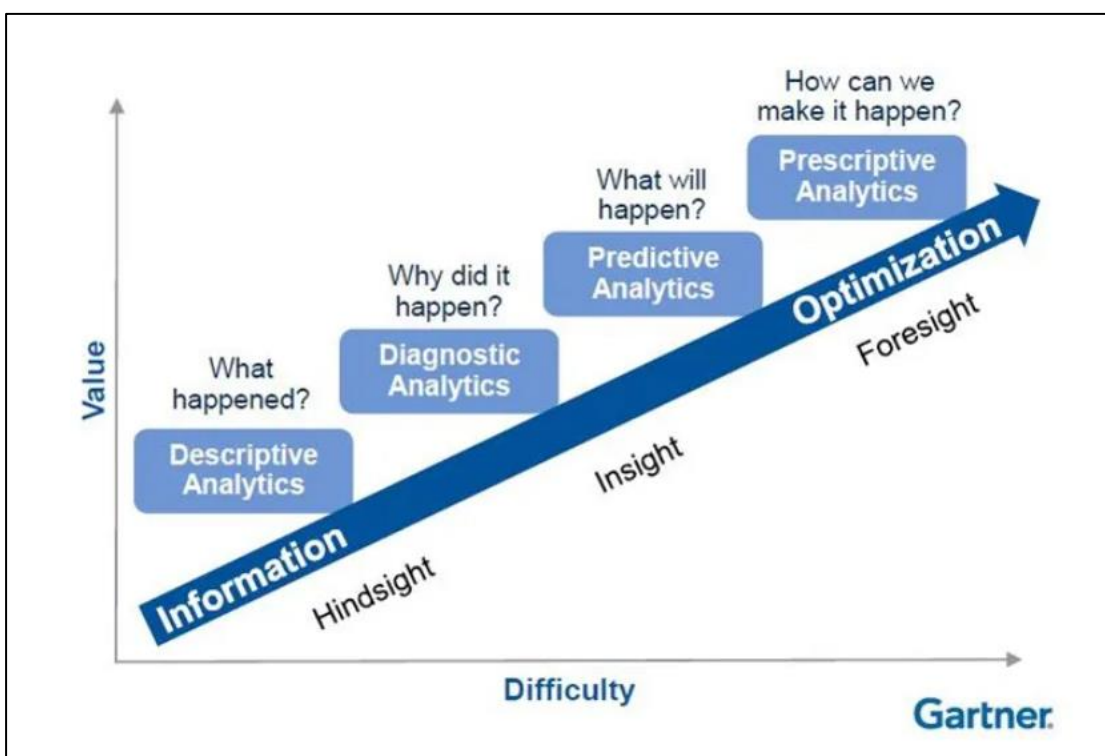 How can we
make it happen?
Prescriptive
Analytics
What will
happen?
Predictive
Analytics
Why did it
happen?
Diagnostic
Analytics
What
happened?
Descriptive
Analytics
Value
Information
Optimization
Hindsight
Insight
Foresight
Difficulty
Gartner.